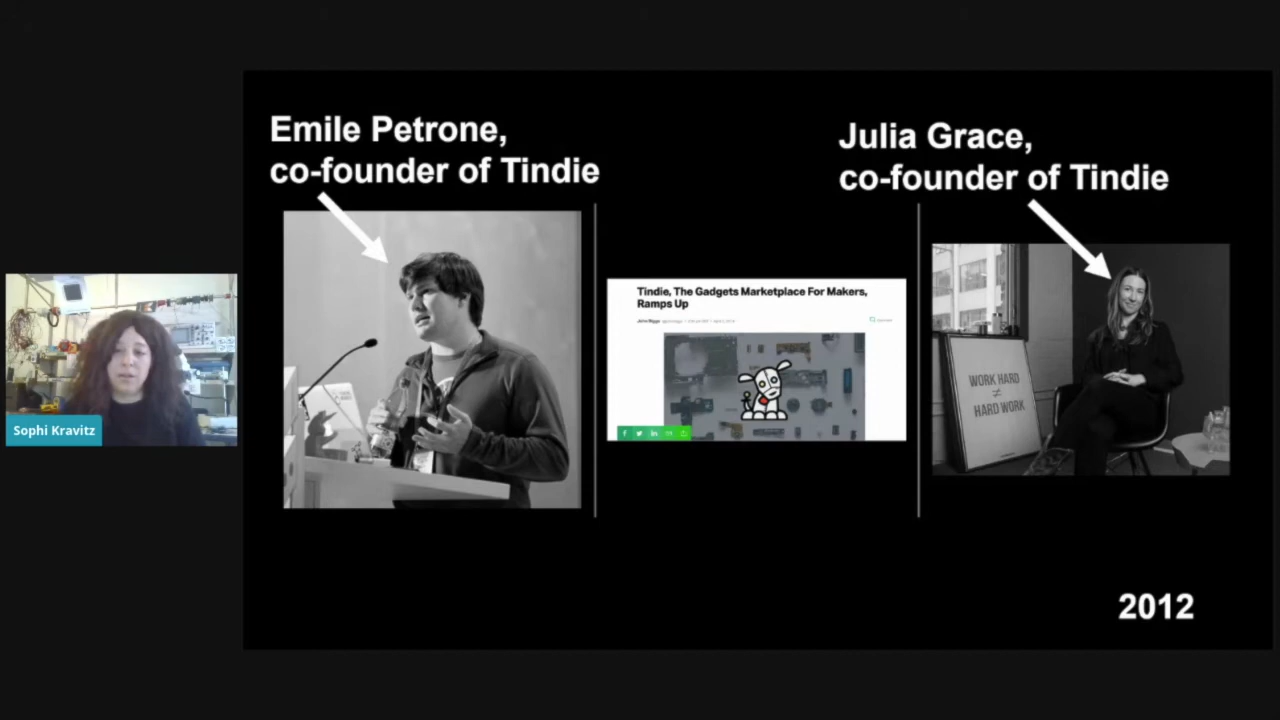 Emile Petrone,
co-founder of Tindie
Julia Grace,
co-founder of Tindie
Tindie, The Gadgets Marketplace For Makers,
Ramps Up
WORK HARD
≠
HARD WORK
Sophi Kravitz
2012